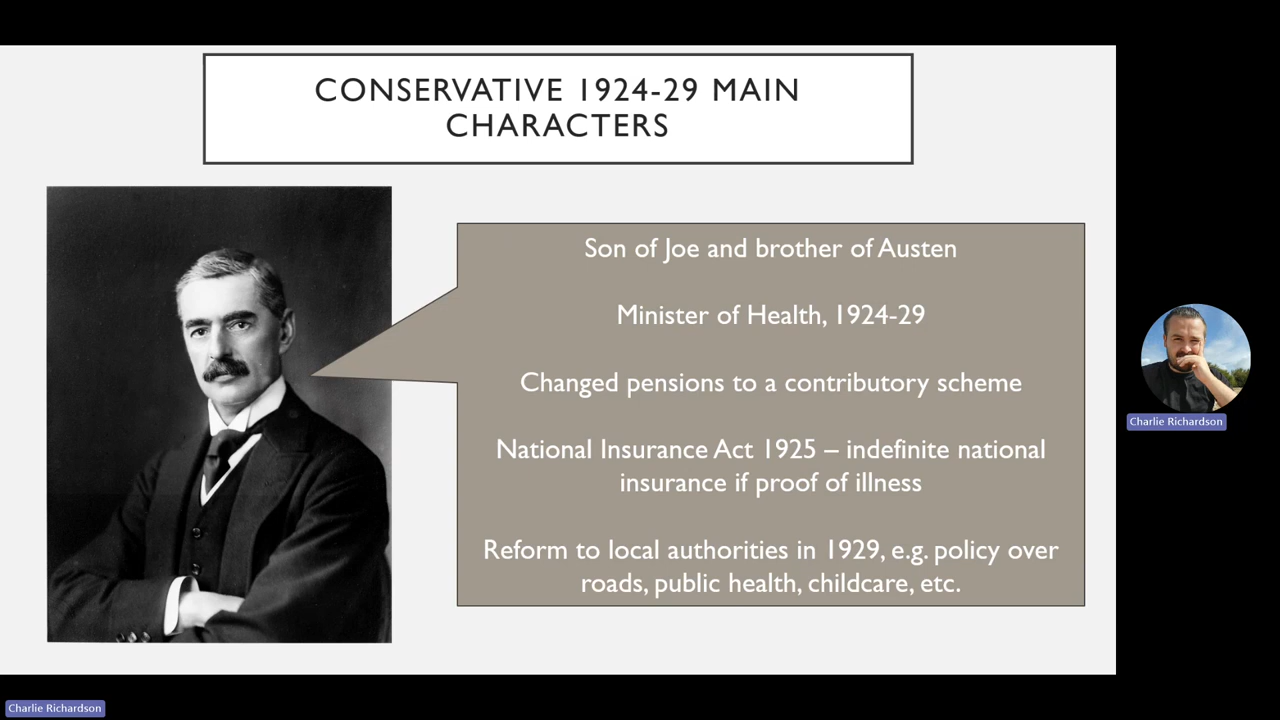 CONSERVATIVE 1924-29 MAIN
CHARACTERS
Son of Joe and brother of Austen
Minister of Health, 1924-29
Changed pensions to a contributory scheme
National Insurance Act 1925 – indefinite national
insurance if proof of illness
Reform to local authorities in 1929, e.g. policy over
roads, public health, childcare, etc.
Charlie Richardson
Charlie Richardson